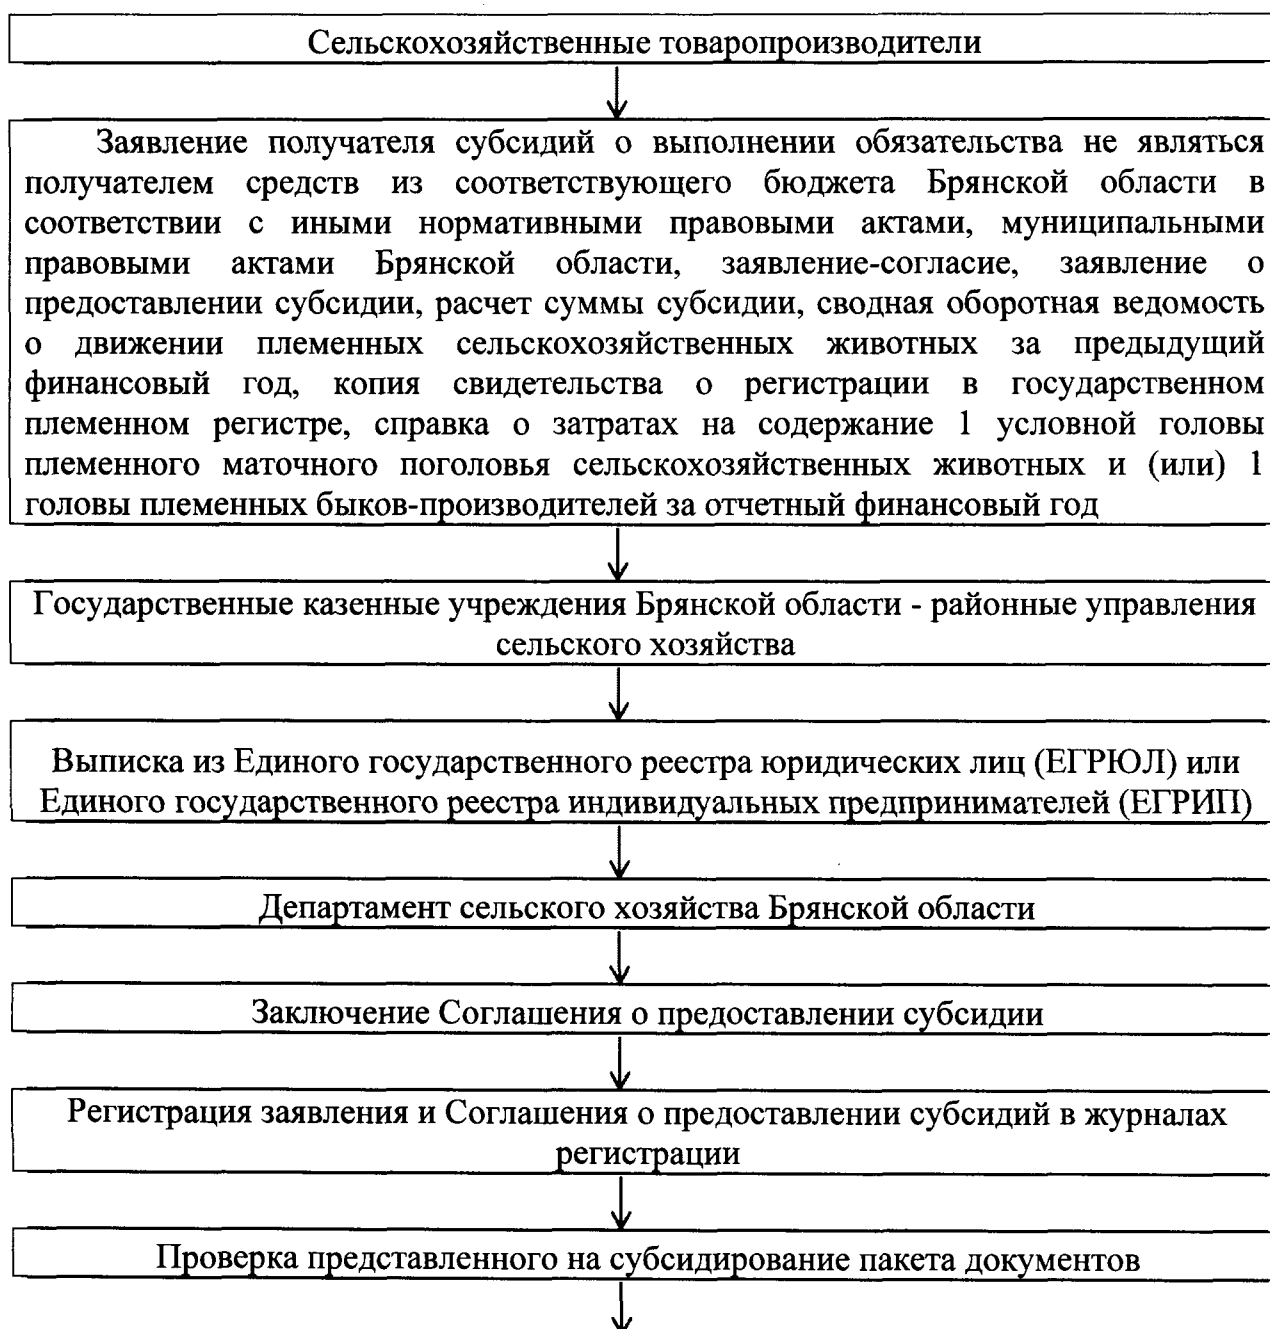 Сельскохозяйственные товаропроизводители
Заявление получателя субсидий о выполнении обязательства не являться
получателем средств из соответствующего бюджета Брянской области в
соответствии с иными нормативными правовыми актами, муниципальными
правовыми актами Брянской области, заявление-согласие, заявление о
предоставлении субсидии, расчет суммы субсидии, сводная оборотная ведомость
о движении племенных сельскохозяйственных животных за предыдущий
финансовый год, копия свидетельства о регистрации в государственном
племенном регистре, справка о затратах на содержание 1 условной головы
племенного маточного поголовья сельскохозяйственных животных и (или) 1
головы племенных быков-производителей за отчетный финансовый год
Государственные казенные учреждения Брянской области - районные управления
сельского хозяйства
Выписка из Единого государственного реестра юридических лиц (ЕГРЮЛ) или
Единого государственного реестра индивидуальных предпринимателей (ЕГРИП)
Департамент сельского хозяйства Брянской области
Заключение Соглашения о предоставлении субсидии
Регистрация заявления и Соглашения о предоставлении субсидий в журналах
регистрации
Проверка представленного на субсидирование пакета документов